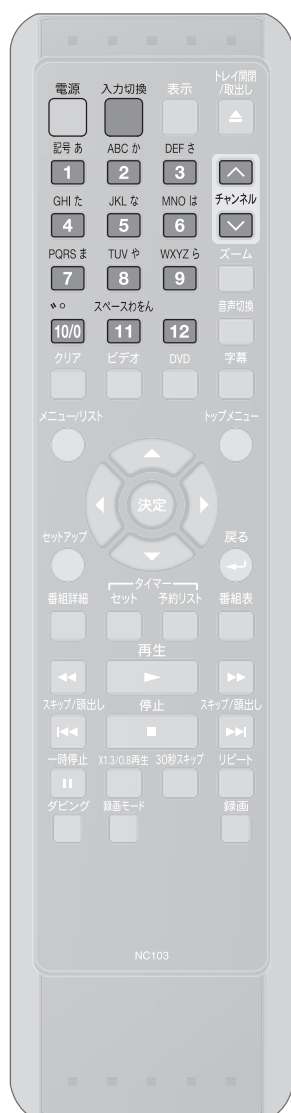 トレイ開閉
電源 入力切換 表示 /取出し
記号 あ ABC か DEF さ
1 2 3
GHI た JKL な MNO は チャンネル
4 5 6
PQRS ま TUV や WXYZ ら ズーム
7 8 9
゛゜ スペースわをん 音声切換
10/0 11 12
クリア ビデオ DVD 字幕
メニュー/リスト トップメニュー
決定
セットアップ 戻る
タイマー
番組詳細 セット 予約リスト 番組表
再生
スキップ/頭出し 停止 スキップ/頭出し
一時停止 X1.3/0.8再生 30秒スキップ リピート
ダビング 録画モード 録画
NC103